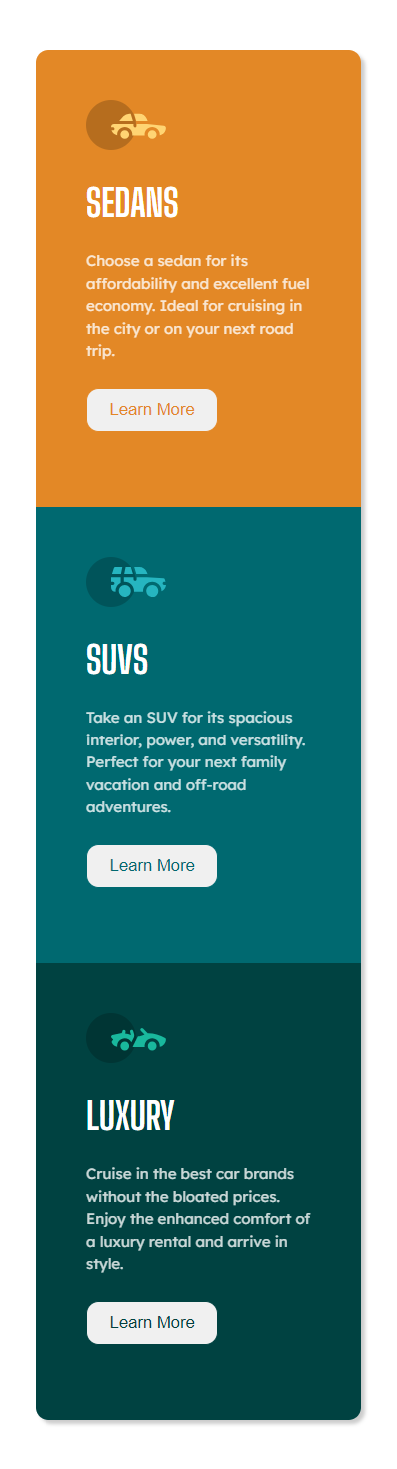 SEDANS
Choose a sedan for its
affordability and excellent fuel
economy. Ideal for cruising in
the city or on your next road
trip.
Learn More
SUVS
Take an SUV for its spacious
interior, power, and versatility.
Perfect for your next family
vacation and off-road
adventures.
Learn More
LUXURY
Cruise in the best car brands
without the bloated prices.
Enjoy the enhanced comfort of
a luxury rental and arrive in
style.
Learn More